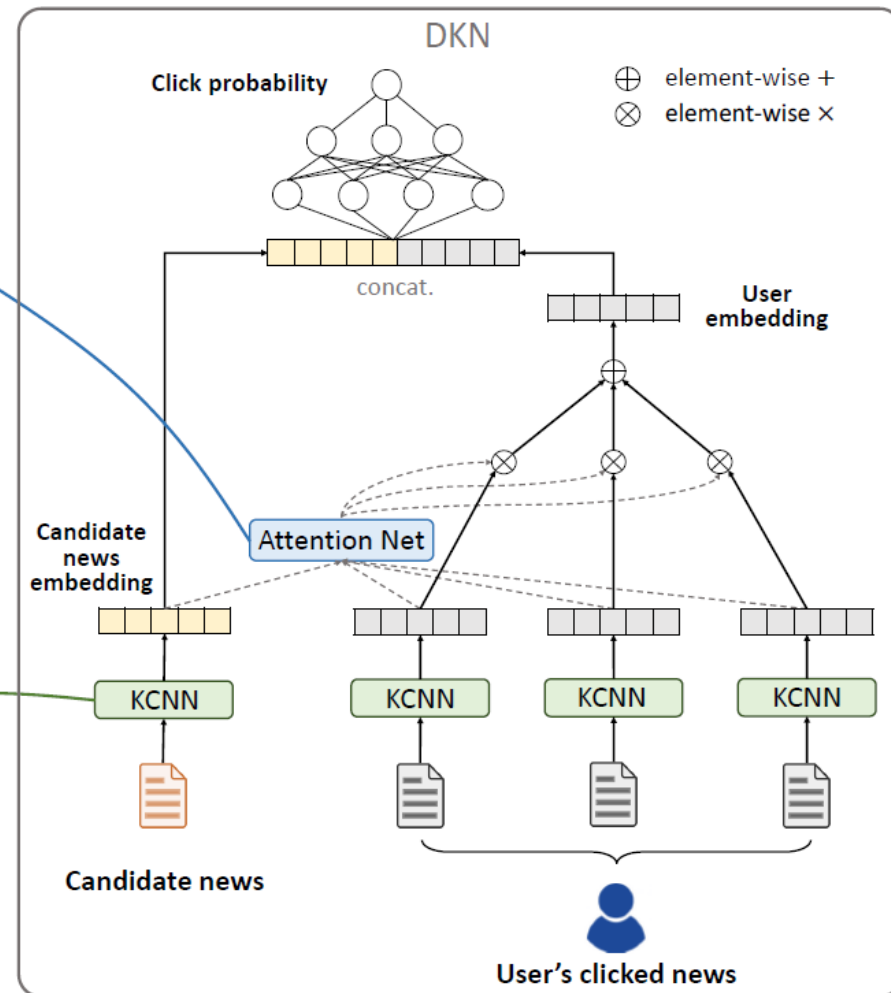 DKN
Click probability
element-wise +
element-wise ×
concat.
User
embedding
Attention Net
Candidate
news
embedding
KCNN
KCNN
KCNN
KCNN
Candidate news
User's clicked news